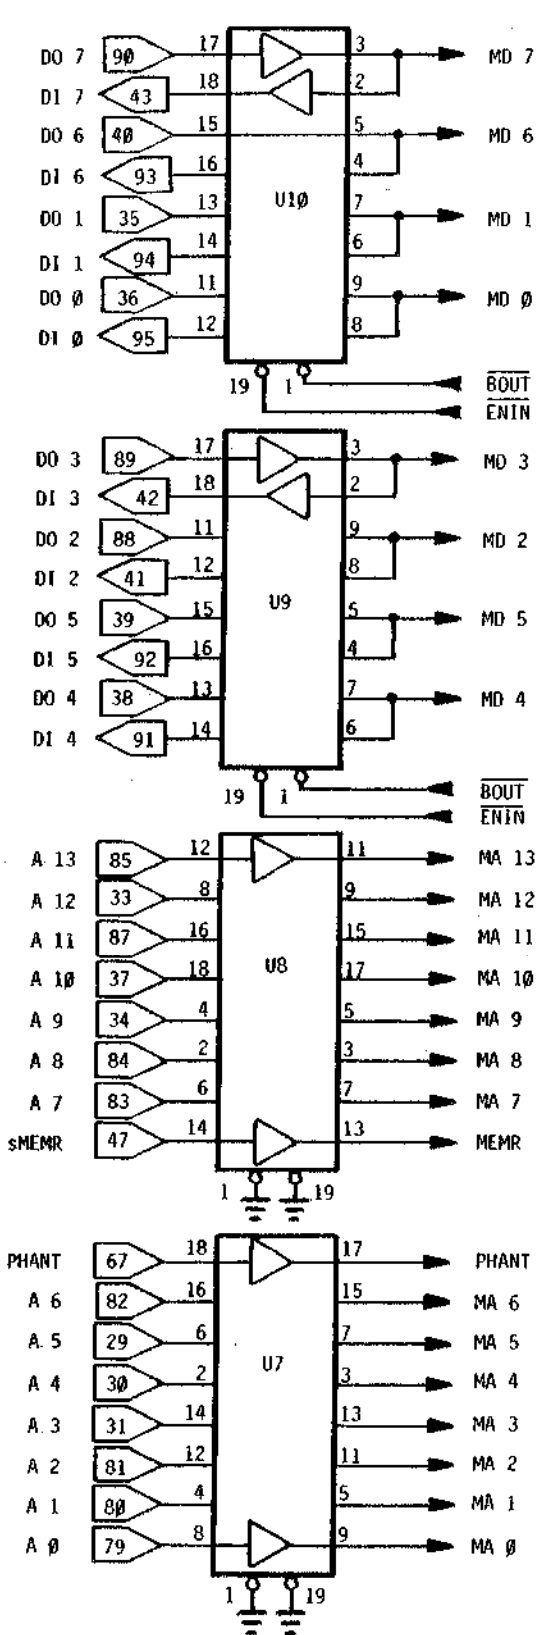 DO 7 90 17 3 MD 7
DI 7 43 18 2
DO 6 40 15 5 MD 6
DI 6 93 16 4
U10
DO 1 35 13 7 MD 1
DI 1 94 14 6
DO 0 36 11 9 MD 0
DI 0 95 12 8
19 1 BOUT
ENIN
DO 3 89 17 3 MD 3
DI 3 42 18 2
DO 2 88 11 9 MD 2
DI 2 41 12 8
U9
DO 5 39 15 5 MD 5
DI 5 92 16 4
DO 4 38 13 7 MD 4
DI 4 91 14 6
19 1 BOUT
ENIN
A 13 85 12 11 MA 13
A 12 33 8 9 MA 12
A 11 87 16 15 MA 11
U8
A 10 37 18 17 MA 10
A 9 34 4 5 MA 9
A 8 84 2 3 MA 8
A 7 83 6 7 MA 7
sMEMR 47 14 13 MEMR
1 19
PHANT 67 18 17 PHANT
A 6 82 16 15 MA 6
A 5 29 6 7 MA 5
U7
A 4 30 2 3 MA 4
A 3 31 14 13 MA 3
A 2 81 12 11 MA 2
A 1 80 4 5 MA 1
A 0 79 8 9 MA 0
1 19